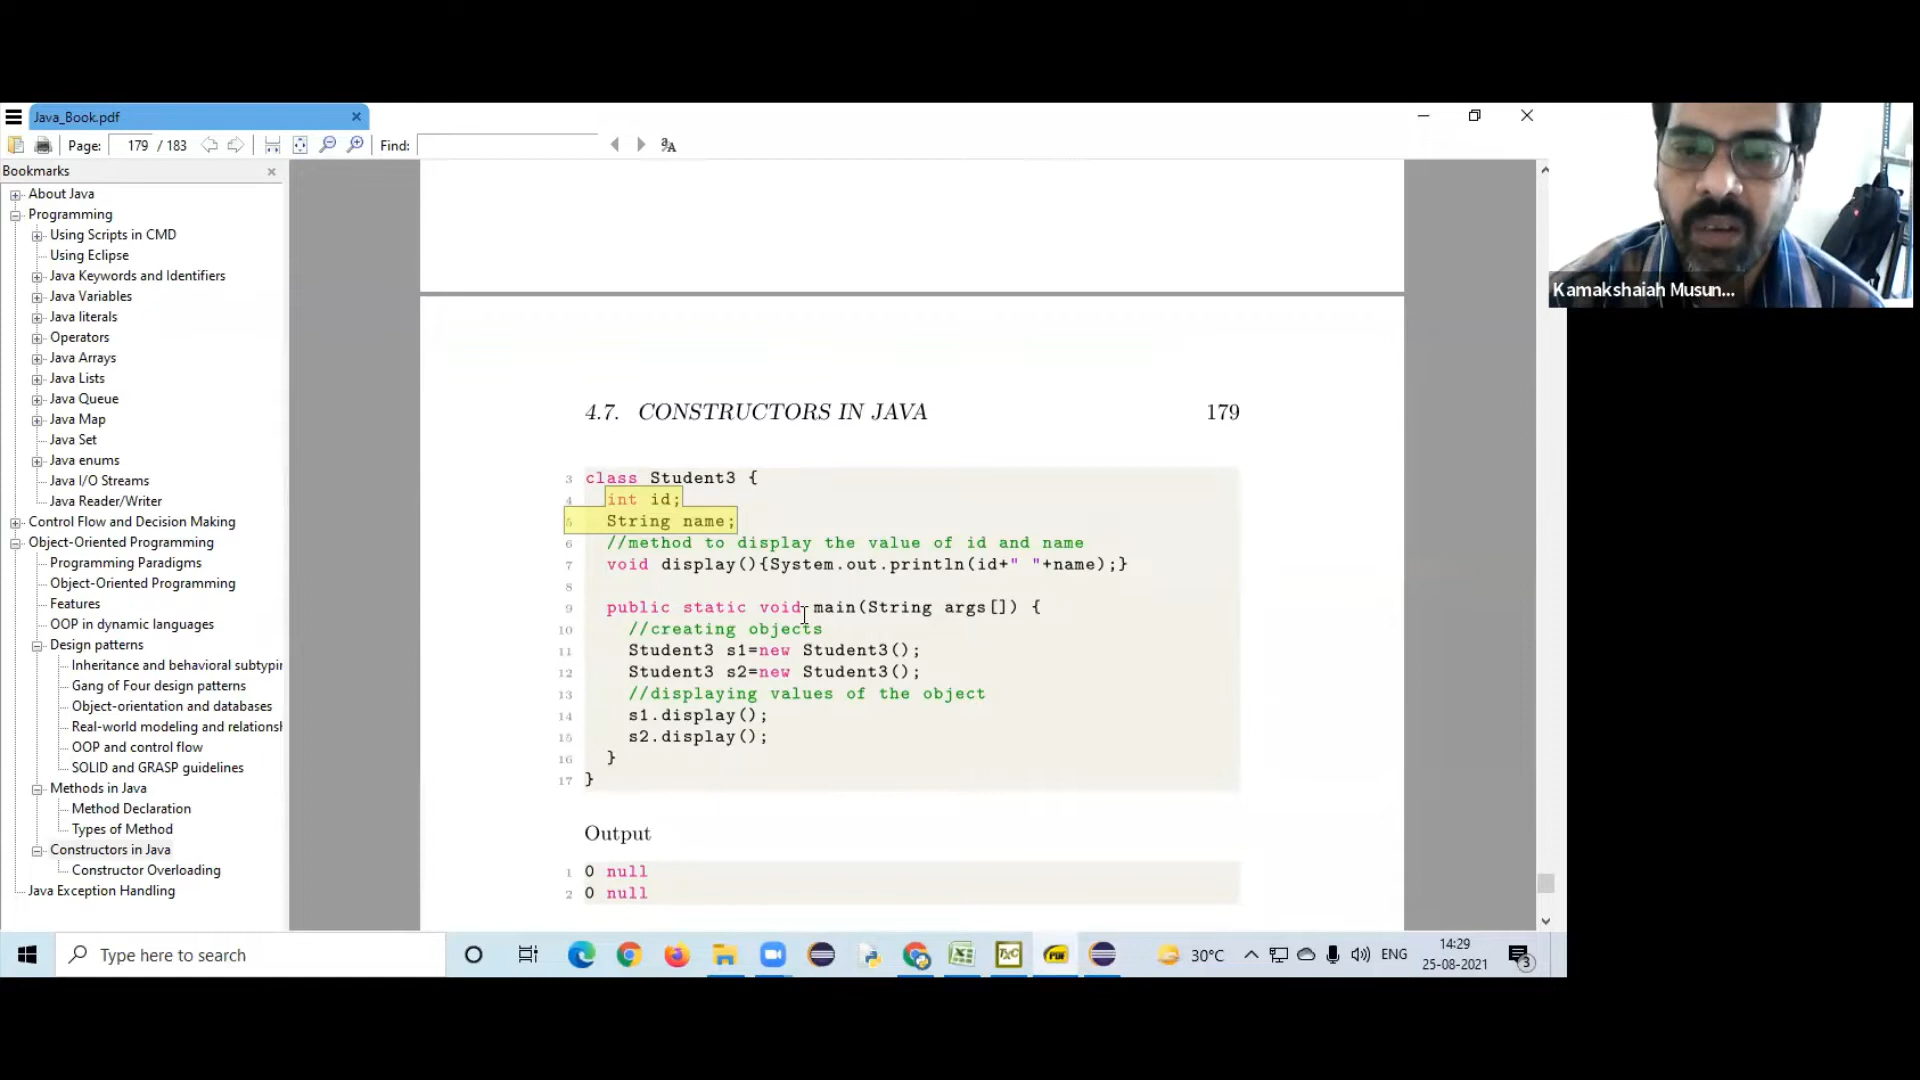 Java_Book.pdf
Page: 179 / 183 Find:
Bookmarks
About Java
Programming
Using Scripts in CMD
Using Eclipse
Java Keywords and Identifiers
Java Variables
Java literals
Operators
Java Arrays
Java Lists
Java Queue
Java Map
Java Set
Java enums
Java I/O Streams
Java Reader/Writer
Control Flow and Decision Making
Object-Oriented Programming
Programming Paradigms
Object-Oriented Programming
Features
OOP in dynamic languages
Design patterns
Inheritance and behavioral subtypin
Gang of Four design patterns
Object-orientation and databases
Real-world modeling and relationsh
OOP and control flow
SOLID and GRASP guidelines
Methods in Java
Method Declaration
Types of Method
Constructors in Java
Constructor Overloading
Java Exception Handling
4.7. CONSTRUCTORS IN JAVA 179
3 class Student3 {
4 int id;
5 String name;
6 //method to display the value of id and name
7 void display(){System.out.println(id+" "+name);}
8
9 public static void main(String args[]) {
10 //creating objects
11 Student3 s1=new Student3();
12 Student3 s2=new Student3();
13 //displaying values of the object
14 s1.display();
15 s2.display();
16 }
17 }
Output
1 0 null
2 0 null
Kamakshaiah Musun...
Type here to search
30°C
ENG
14:29
25-08-2021
3